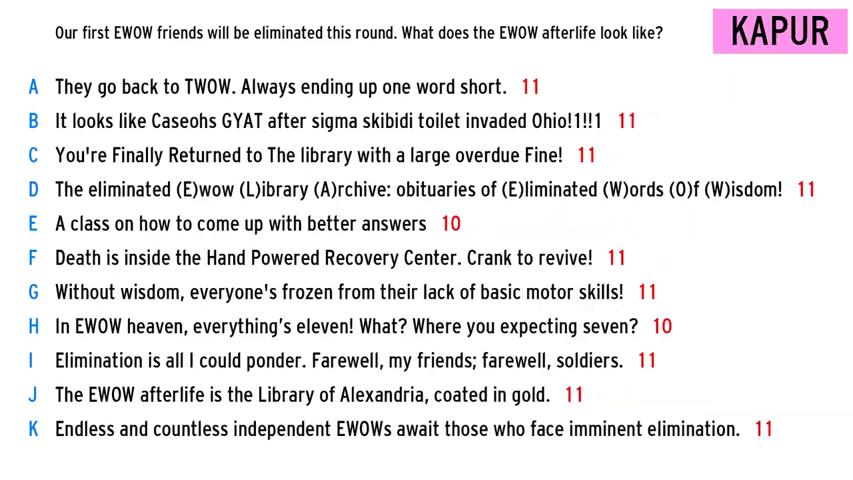 Our first EWOW friends will be eliminated this round. What does the EWOW afterlife look like?
KAPUR
A They go back to TWOW. Always ending up one word short. 11
B It looks like Caseohs GYAT after sigma skibidi toilet invaded Ohio!1!!1 11
C You're Finally Returned to The library with a large overdue Fine! 11
D The eliminated (E)wow (L)ibrary (A)rchive: obituaries of (E)liminated (W)ords (O)f (W)isdom! 11
E A class on how to come up with better answers 10
F Death is inside the Hand Powered Recovery Center. Crank to revive! 11
G Without wisdom, everyone's frozen from their lack of basic motor skills! 11
H In EWOW heaven, everything's eleven! What? Where you expecting seven? 10
I Elimination is all I could ponder. Farewell, my friends; farewell, soldiers. 11
J The EWOW afterlife is the Library of Alexandria, coated in gold. 11
K Endless and countless independent EWOWs await those who face imminent elimination. 11